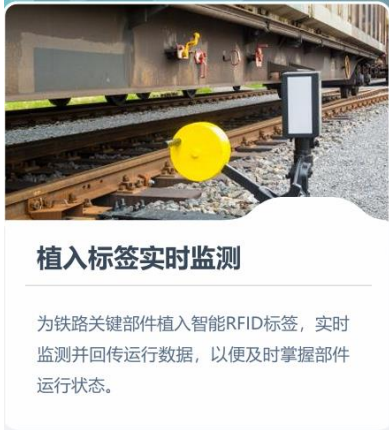 植入标签实时监测
为铁路关键部件植入智能RFID标签，实时
监测并回传运行数据，以便及时掌握部件
运行状态。